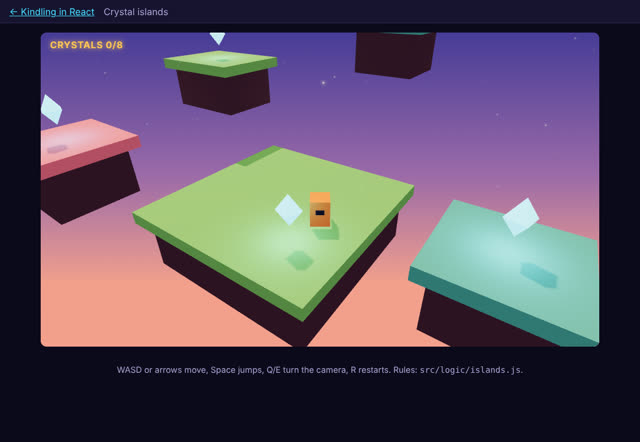 ← Kindling in React Crystal islands
CRYSTALS 0/8
WASD or arrows move, Space jumps, Q/E turn the camera, R restarts. Rules: src/logic/islands.js.